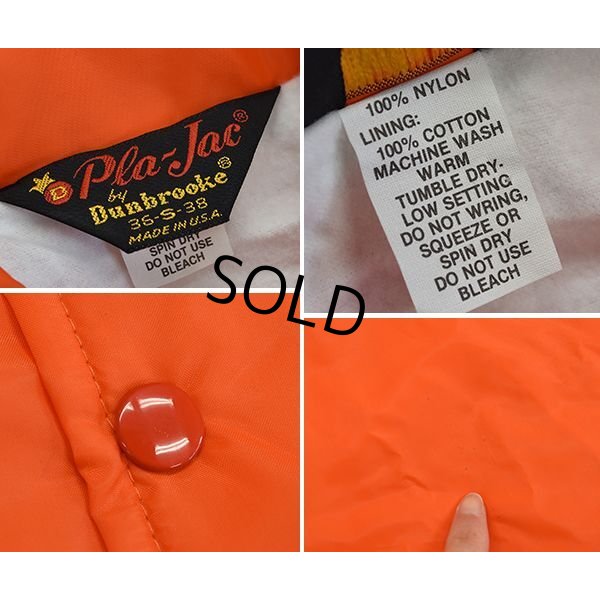 Pla-Jac®
by
Dunbrooke®
36-S-38
MADE IN U.S.A.
SPIN DRY
DO NOT USE
BLEACH
100% NYLON
LINING:
100% COTTON
MACHINE WASH
WARM
TUMBLE DRY.
LOW SETTING
DO NOT WRING,
SQUEEZE OR
SPIN DRY
DO NOT USE
BLEACH
SOLD